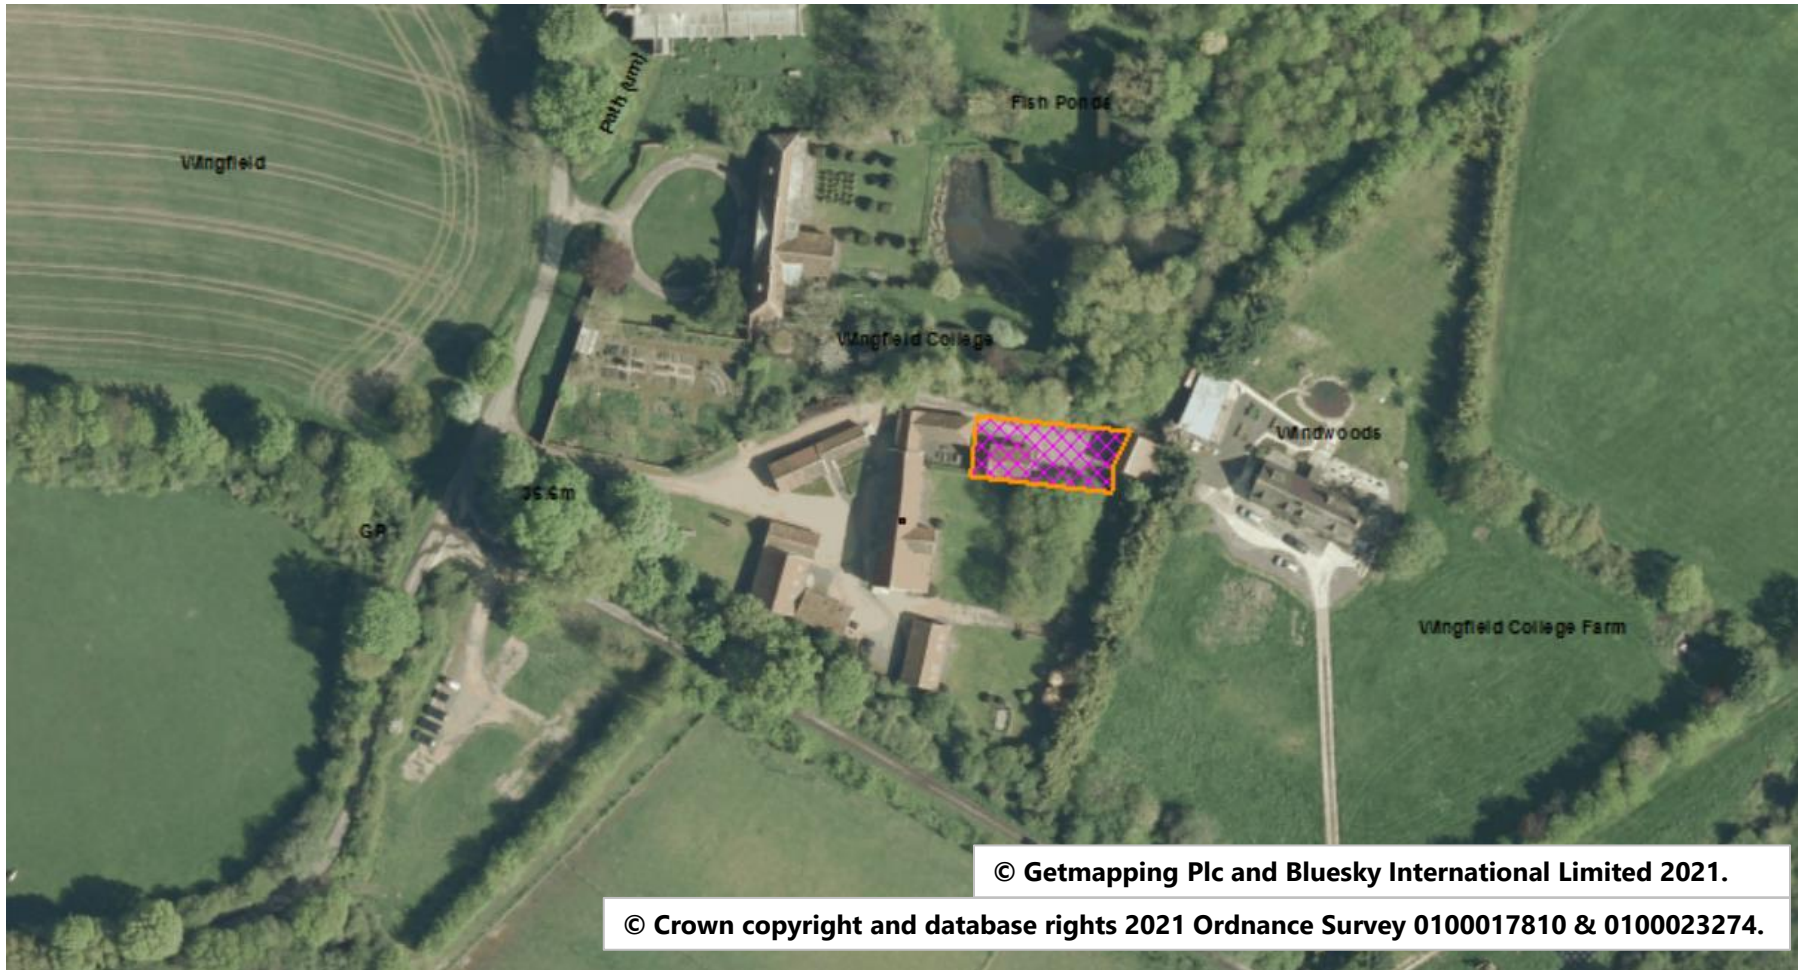 Path (um)
Fish Ponds
Wingfield
Wingfield College
Windwoods
36.6m
GP
Wingfield College Farm
© Getmapping Plc and Bluesky International Limited 2021.
© Crown copyright and database rights 2021 Ordnance Survey 0100017810 & 0100023274.